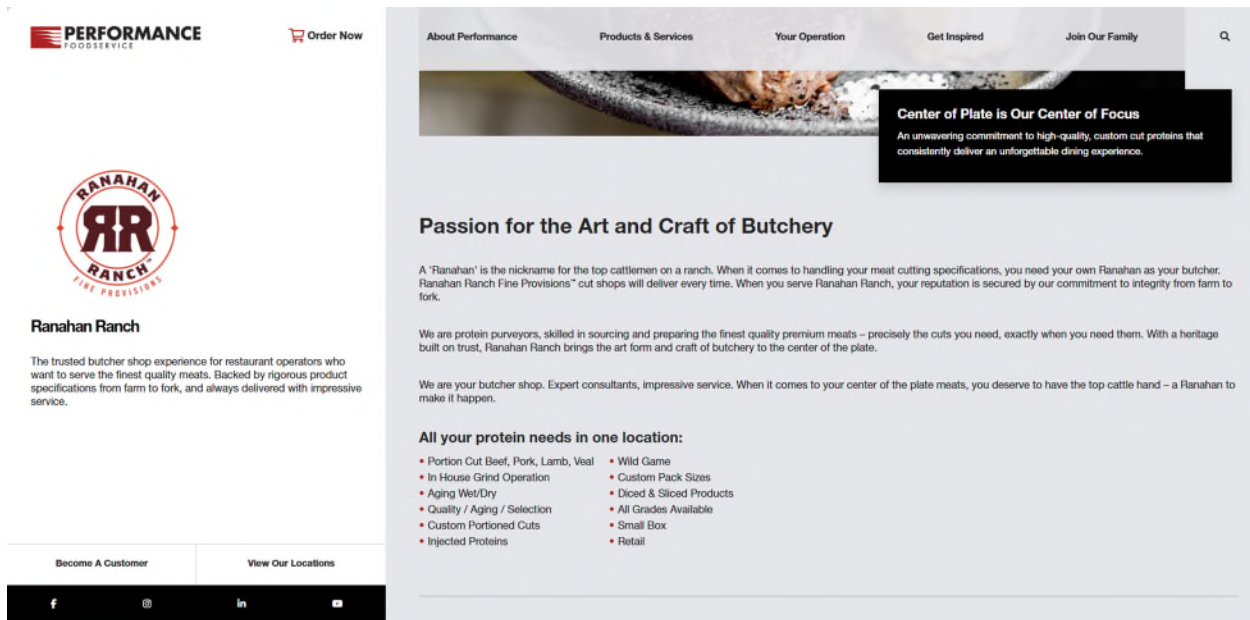 PERFORMANCE
FOODSERVICE
Order Now
RANAHAN
RR
RANCH™
FINE PROVISIONS
Ranahan Ranch
The trusted butcher shop experience for restaurant operators who
want to serve the finest quality meats. Backed by rigorous product
specifications from farm to fork, and always delivered with impressive
service.
Become A Customer
View Our Locations
About Performance
Products & Services
Your Operation
Get Inspired
Join Our Family
Center of Plate is Our Center of Focus
An unwavering commitment to high-quality, custom cut proteins that
consistently deliver an unforgettable dining experience.
Passion for the Art and Craft of Butchery
A 'Ranahan' is the nickname for the top cattlemen on a ranch. When it comes to handling your meat cutting specifications, you need your own Ranahan as your butcher.
Ranahan Ranch Fine Provisions™ cut shops will deliver every time. When you serve Ranahan Ranch, your reputation is secured by our commitment to integrity from farm to
fork.
We are protein purveyors, skilled in sourcing and preparing the finest quality premium meats – precisely the cuts you need, exactly when you need them. With a heritage
built on trust, Ranahan Ranch brings the art form and craft of butchery to the center of the plate.
We are your butcher shop. Expert consultants, impressive service. When it comes to your center of the plate meats, you deserve to have the top cattle hand – a Ranahan to
make it happen.
All your protein needs in one location:
• Portion Cut Beef, Pork, Lamb, Veal
• In House Grind Operation
• Aging Wet/Dry
• Quality / Aging / Selection
• Custom Portioned Cuts
• Injected Proteins
• Wild Game
• Custom Pack Sizes
• Diced & Sliced Products
• All Grades Available
• Small Box
• Retail